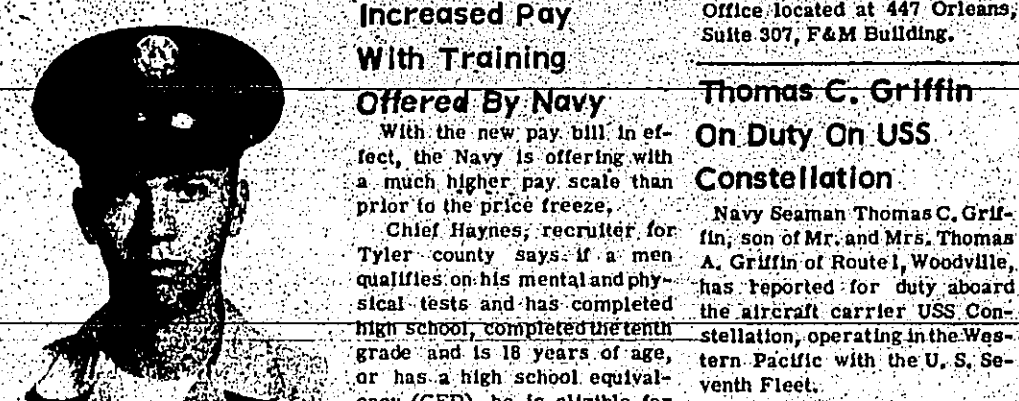 Increased Pay
With Training
Offered By Navy
With the new pay bill in ef-
fect, the Navy is offering with
a much higher pay scale than
prior to the price freeze.
Chief Haynes, recruiter for
Tyler county says if a men
qualifies on his mental and phy-
sical tests and has completed
high school, completed the tenth
grade and is 18 years of age,
or has a high school equival-
ency (GED), he is eligible for
Office located at 447 Orleans,
Suite 307, F&M Building.
Thomas C. Griffin
On Duty On USS
Constellation
Navy Seaman Thomas C. Grif-
fin, son of Mr. and Mrs. Thomas
A. Griffin of Route 1, Woodville,
has reported for duty aboard
the aircraft carrier USS Con-
stellation, operating in the Wes-
tern Pacific with the U. S. Se-
venth Fleet.